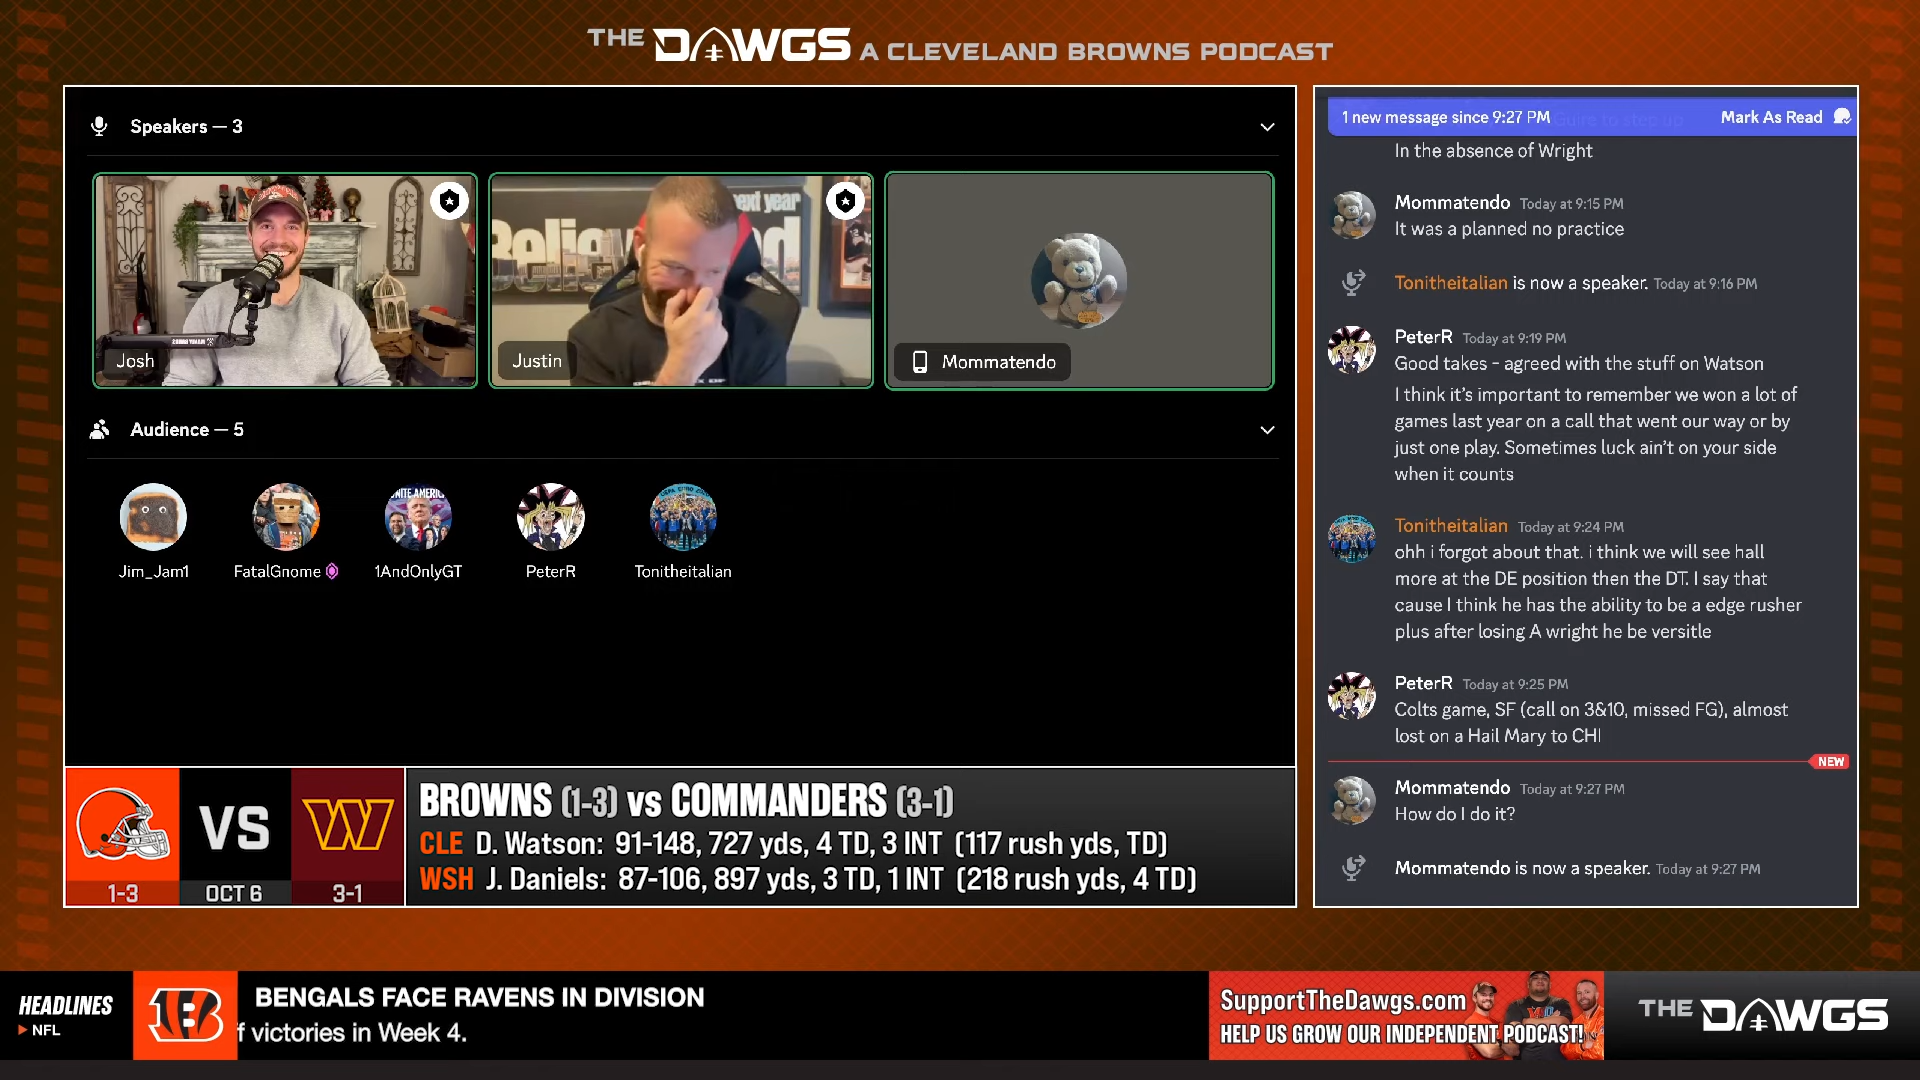 THE DAWGS A CLEVELAND BROWNS PODCAST
Speakers — 3
next year
Believeland
Josh
Justin
Mommatendo
Audience — 5
UNITE AMERICA
Jim_Jam1
FatalGnome
1AndOnlyGT
PeterR
Tonitheitalian
1 new message since 9:27 PM
Mark As Read
In the absence of Wright
Mommatendo Today at 9:15 PM
It was a planned no practice
Tonitheitalian is now a speaker. Today at 9:16 PM
PeterR Today at 9:19 PM
Good takes - agreed with the stuff on Watson
I think it's important to remember we won a lot of
games last year on a call that went our way or by
just one play. Sometimes luck ain't on your side
when it counts
Tonitheitalian Today at 9:24 PM
ohh i forgot about that. i think we will see hall
more at the DE position then the DT. I say that
cause I think he has the ability to be a edge rusher
plus after losing A wright he be versitle
PeterR Today at 9:25 PM
Colts game, SF (call on 3&10, missed FG), almost
lost on a Hail Mary to CHI
NEW
Mommatendo Today at 9:27 PM
How do I do it?
Mommatendo is now a speaker. Today at 9:27 PM
VS
W
1-3
OCT 6
3-1
BROWNS (1-3) vs COMMANDERS (3-1)
CLE D. Watson: 91-148, 727 yds, 4 TD, 3 INT (117 rush yds, TD)
WSH J. Daniels: 87-106, 897 yds, 3 TD, 1 INT (218 rush yds, 4 TD)
HEADLINES
NFL
B
BENGALS FACE RAVENS IN DIVISION
f victories in Week 4.
SupportTheDawgs.com
HELP US GROW OUR INDEPENDENT PODCAST!
THE DAWGS